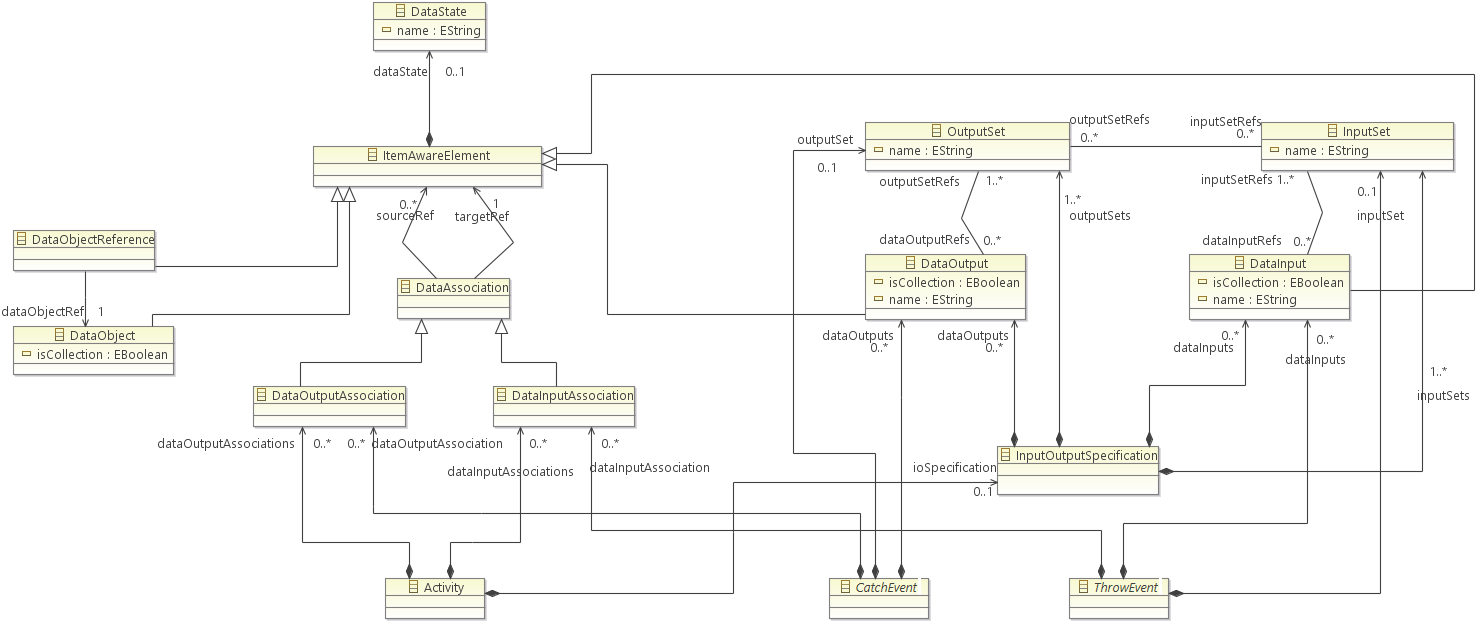 DataState
name : EString
dataState
0..1
outputSetRefs
0..*
inputSetRefs
0..*
outputSet
0..1
OutputSet
name : EString
InputSet
name : EString
ItemAwareElement
0..*
sourceRef
1
1
targetRef
outputSetRefs
1..*
1..*
outputSets
inputSetRefs
1..*
0..1
inputSet
DataObjectReference
dataOutputRefs
0..*
dataInputRefs
0..*
DataOutput
isCollection : EBoolean
name : EString
DataInput
isCollection : EBoolean
name : EString
DataAssociation
dataObjectRef
1
DataObject
isCollection : EBoolean
dataOutputs
0..*
dataOutputs
0..*
0..*
dataInputs
0..*
dataInputs
1..*
inputSets
DataOutputAssociation
DataInputAssociation
dataOutputAssociations
0..*
0..*
dataOutputAssociation
0..*
dataInputAssociations
0..*
dataInputAssociation
InputOutputSpecification
ioSpecification
0..1
Activity
CatchEvent
ThrowEvent